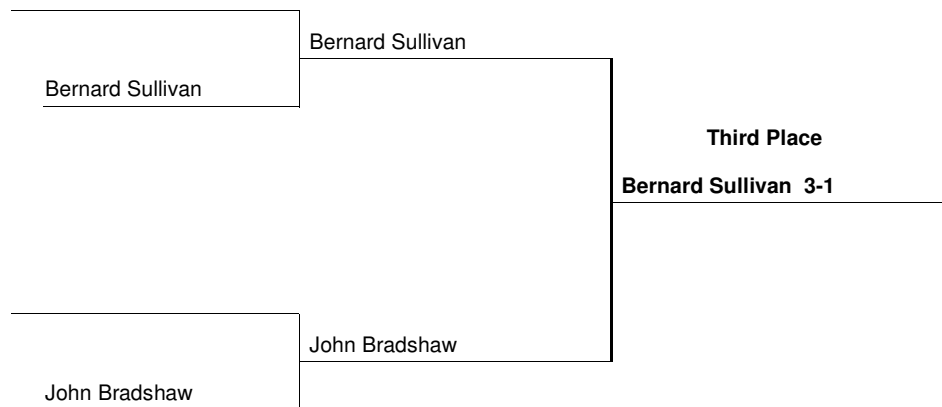 Bernard Sullivan
Bernard Sullivan
Third Place
Bernard Sullivan 3-1
John Bradshaw
John Bradshaw